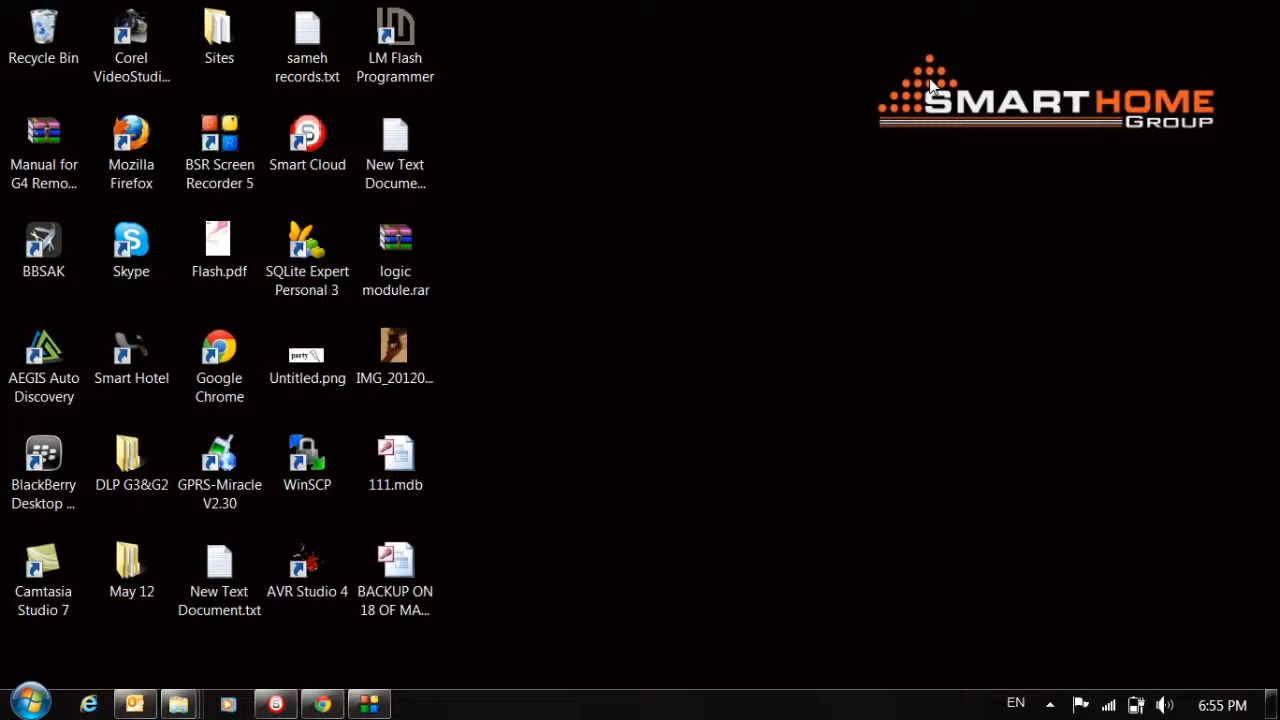 Recycle Bin
Corel
VideoStudi...
Sites
sameh
records.txt
LM Flash
Programmer
SMART HOME
GROUP
Manual for
G4 Remo...
Mozilla
Firefox
BSR Screen
Recorder 5
Smart Cloud
New Text
Docume...
BBSAK
Skype
Flash.pdf
SQLite Expert
Personal 3
logic
module.rar
AEGIS Auto
Discovery
Smart Hotel
Google
Chrome
party
Untitled.png
IMG_20120...
BlackBerry
Desktop ...
DLP G3&G2
GPRS-Miracle
V2.30
WinSCP
111.mdb
Camtasia
Studio 7
May 12
New Text
Document.txt
AVR Studio 4
BACKUP ON
18 OF MA...
EN
6:55 PM